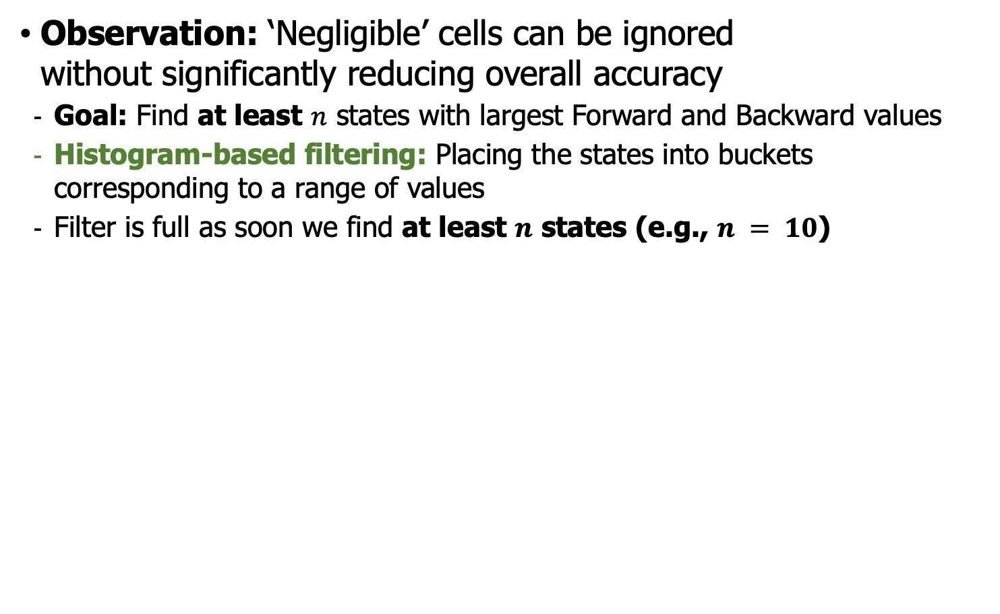 • Observation: ‘Negligible’ cells can be ignored
without significantly reducing overall accuracy
- Goal: Find at least n states with largest Forward and Backward values
- Histogram-based filtering: Placing the states into buckets
corresponding to a range of values
- Filter is full as soon we find at least n states (e.g., n = 10)